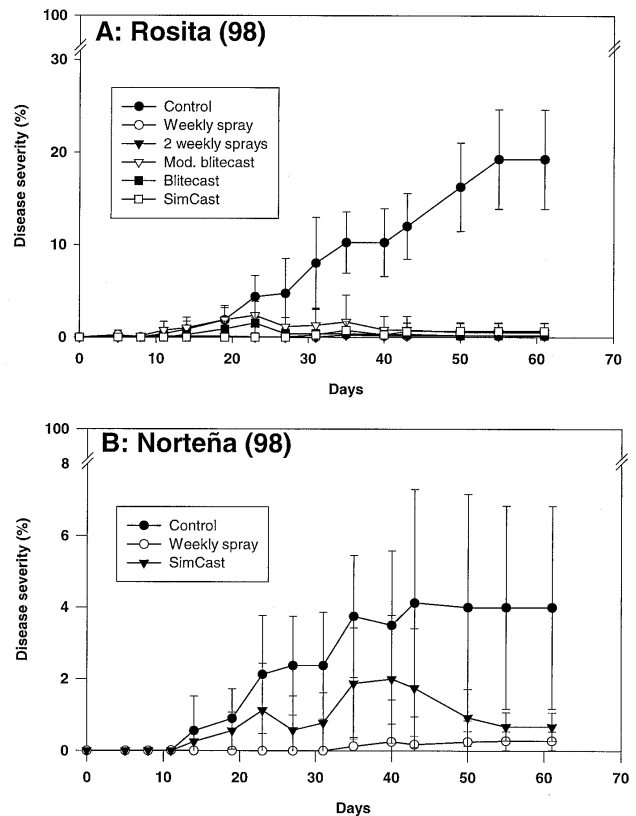 100
A: Rosita (98)
30
20
10
0
Disease severity (%)
Control
Weekly spray
2 weekly sprays
Mod. blitecast
Blitecast
SimCast
0 10 20 30 40 50 60 70
Days
100
B: Norteña (98)
8
6
4
2
0
Disease severity (%)
Control
Weekly spray
SimCast
0 10 20 30 40 50 60 70
Days